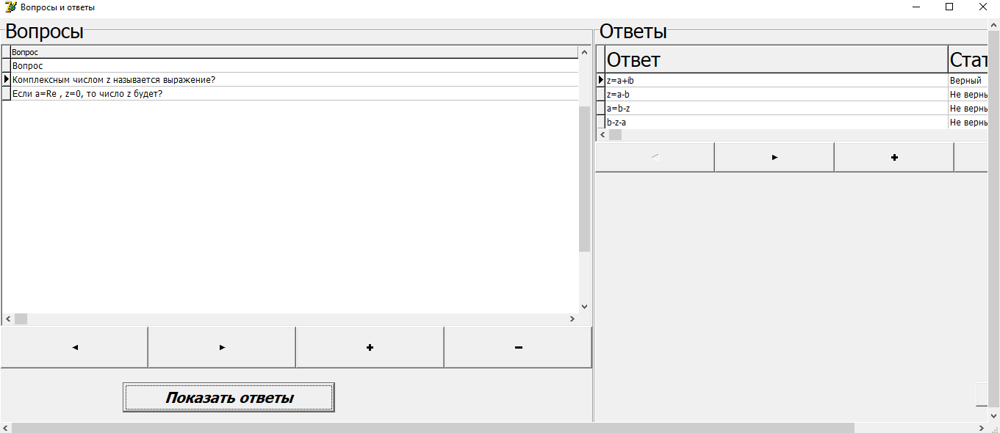 Вопросы и ответы
Вопросы
Вопрос
Вопрос
Комплексным числом z называется выражение?
Если a=Re , z=0, то число z будет?
Показать ответы
Ответы
Ответ Стат
z=a+ib Верный
z=a-b Не верны
a=b-z Не верны
b-z-a Не верны